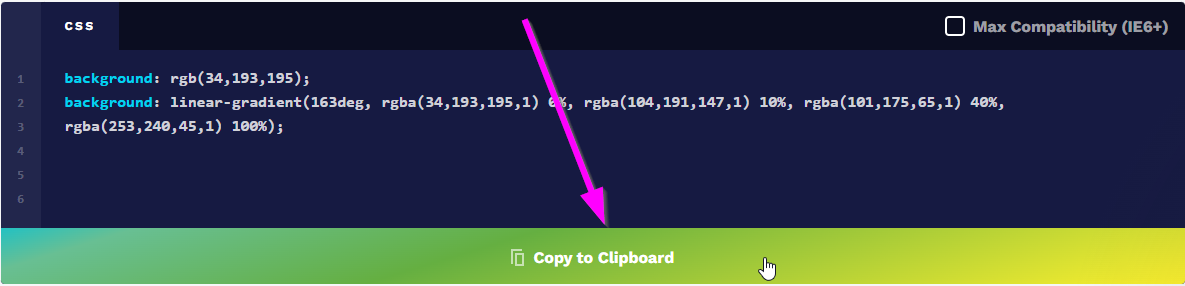 CSS
Max Compatibility (IE6+)
1 background: rgb(34,193,195);
2 background: linear-gradient(163deg, rgba(34,193,195,1) 0%, rgba(104,191,147,1) 10%, rgba(101,175,65,1) 40%,
3 rgba(253,240,45,1) 100%);
4
5
6
Copy to Clipboard